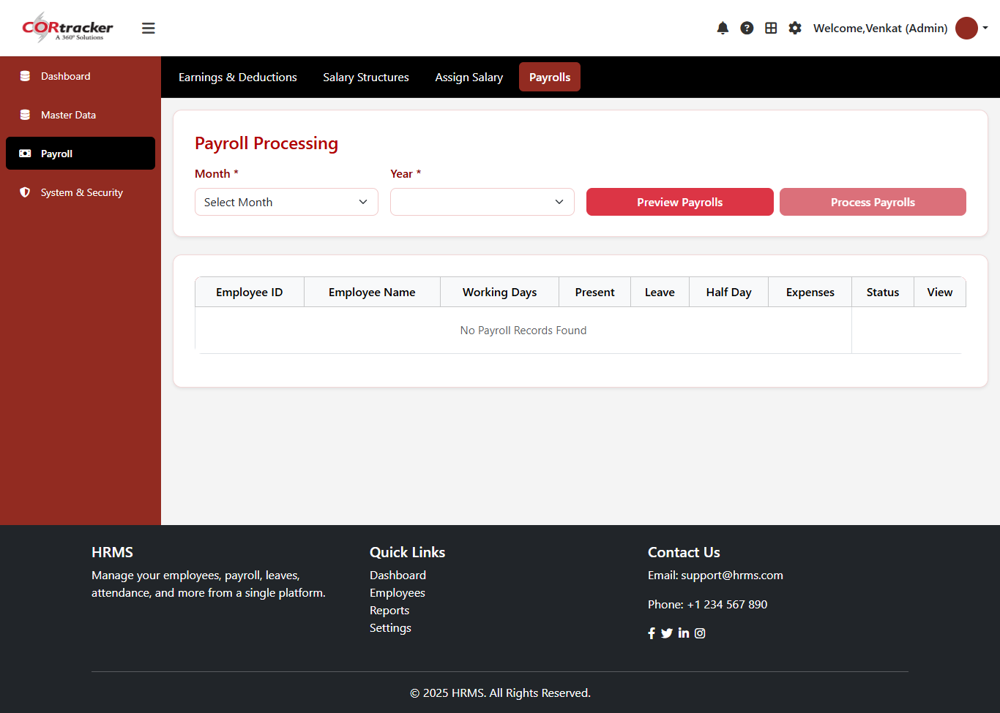 CORtracker
A 360° Solutions
Welcome,Venkat (Admin)
Dashboard
Master Data
Payroll
System & Security
Earnings & Deductions
Salary Structures
Assign Salary
Payrolls
Payroll Processing
Month *
Year *
Select Month
Preview Payrolls
Process Payrolls
Employee ID
Employee Name
Working Days
Present
Leave
Half Day
Expenses
Status
View
No Payroll Records Found
HRMS
Manage your employees, payroll, leaves,
attendance, and more from a single platform.
Quick Links
Dashboard
Employees
Reports
Settings
Contact Us
Email: support@hrms.com
Phone: +1 234 567 890
© 2025 HRMS. All Rights Reserved.